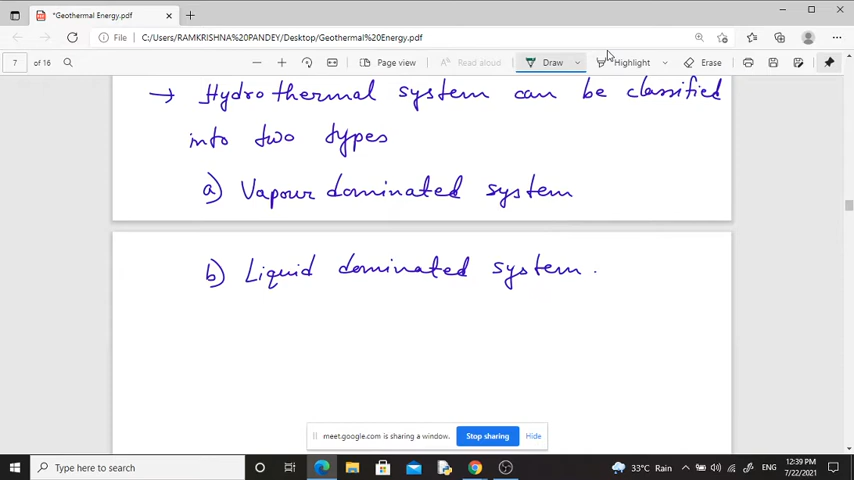 *Geothermal Energy.pdf
File
C:/Users/RAMKRISHNA%20PANDEY/Desktop/Geothermal%20Energy.pdf
7 of 16
Page view
Read aloud
Draw
Highlight
Erase
→ Hydrothermal system can be classified
into two types
a) Vapour dominated system
b) Liquid dominated system.
meet.google.com is sharing a window.
Stop sharing
Hide
Type here to search
33°C Rain
ENG
12:39 PM
7/22/2021